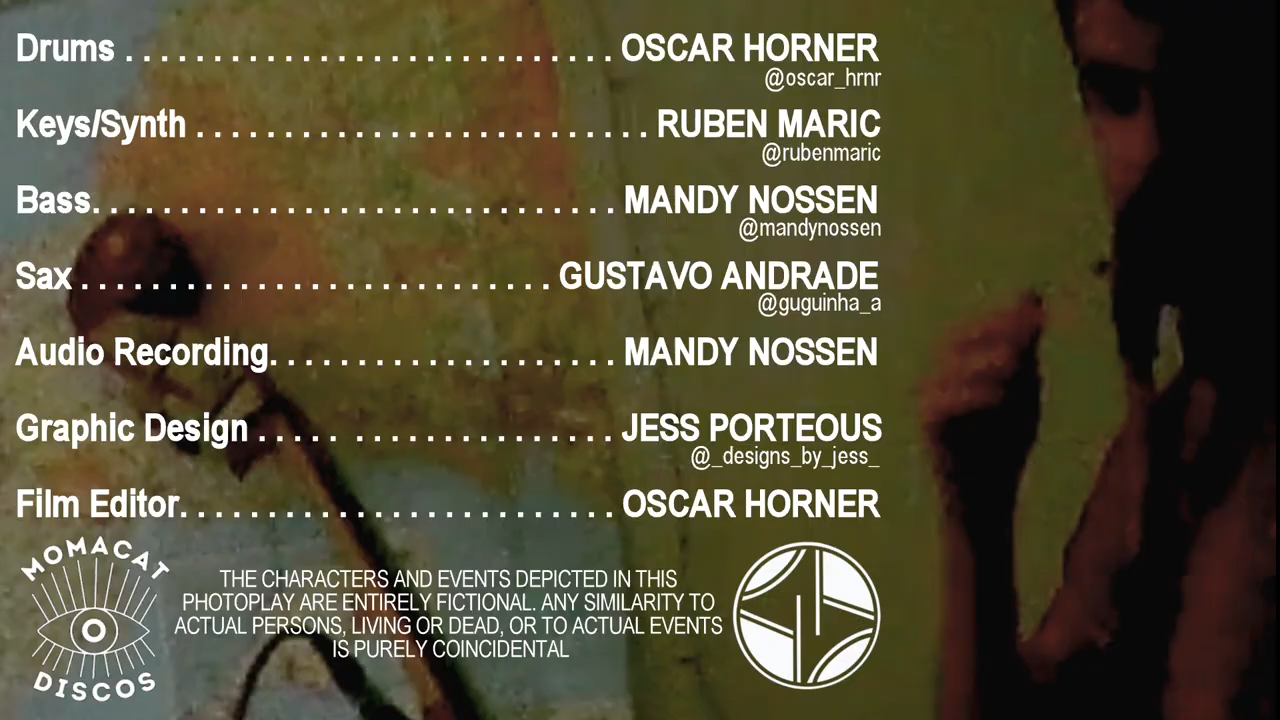 Drums . . . . . . . . . . . . . . . . . . . . . . . . . . . . OSCAR HORNER
@oscar_hrnr
Keys/Synth . . . . . . . . . . . . . . . . . . . . . . . . . . RUBEN MARIC
@rubenmaric
Bass. . . . . . . . . . . . . . . . . . . . . . . . . . . . . . MANDY NOSSEN
@mandynossen
Sax . . . . . . . . . . . . . . . . . . . . . . . . . . . GUSTAVO ANDRADE
@guguinha_a
Audio Recording. . . . . . . . . . . . . . . . . . . . MANDY NOSSEN
Graphic Design . . . . . . . . . . . . . . . . . . . . JESS PORTEOUS
@_designs_by_jess_
Film Editor. . . . . . . . . . . . . . . . . . . . . . . . . OSCAR HORNER
MOMACAT
DISCOS
THE CHARACTERS AND EVENTS DEPICTED IN THIS
PHOTOPLAY ARE ENTIRELY FICTIONAL. ANY SIMILARITY TO
ACTUAL PERSONS, LIVING OR DEAD, OR TO ACTUAL EVENTS
IS PURELY COINCIDENTAL